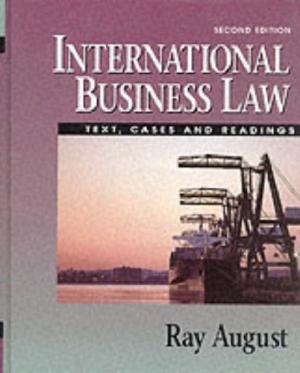 SECOND EDITION
INTERNATIONAL
BUSINESS LAW
TEXT, CASES AND READINGS
Ray August